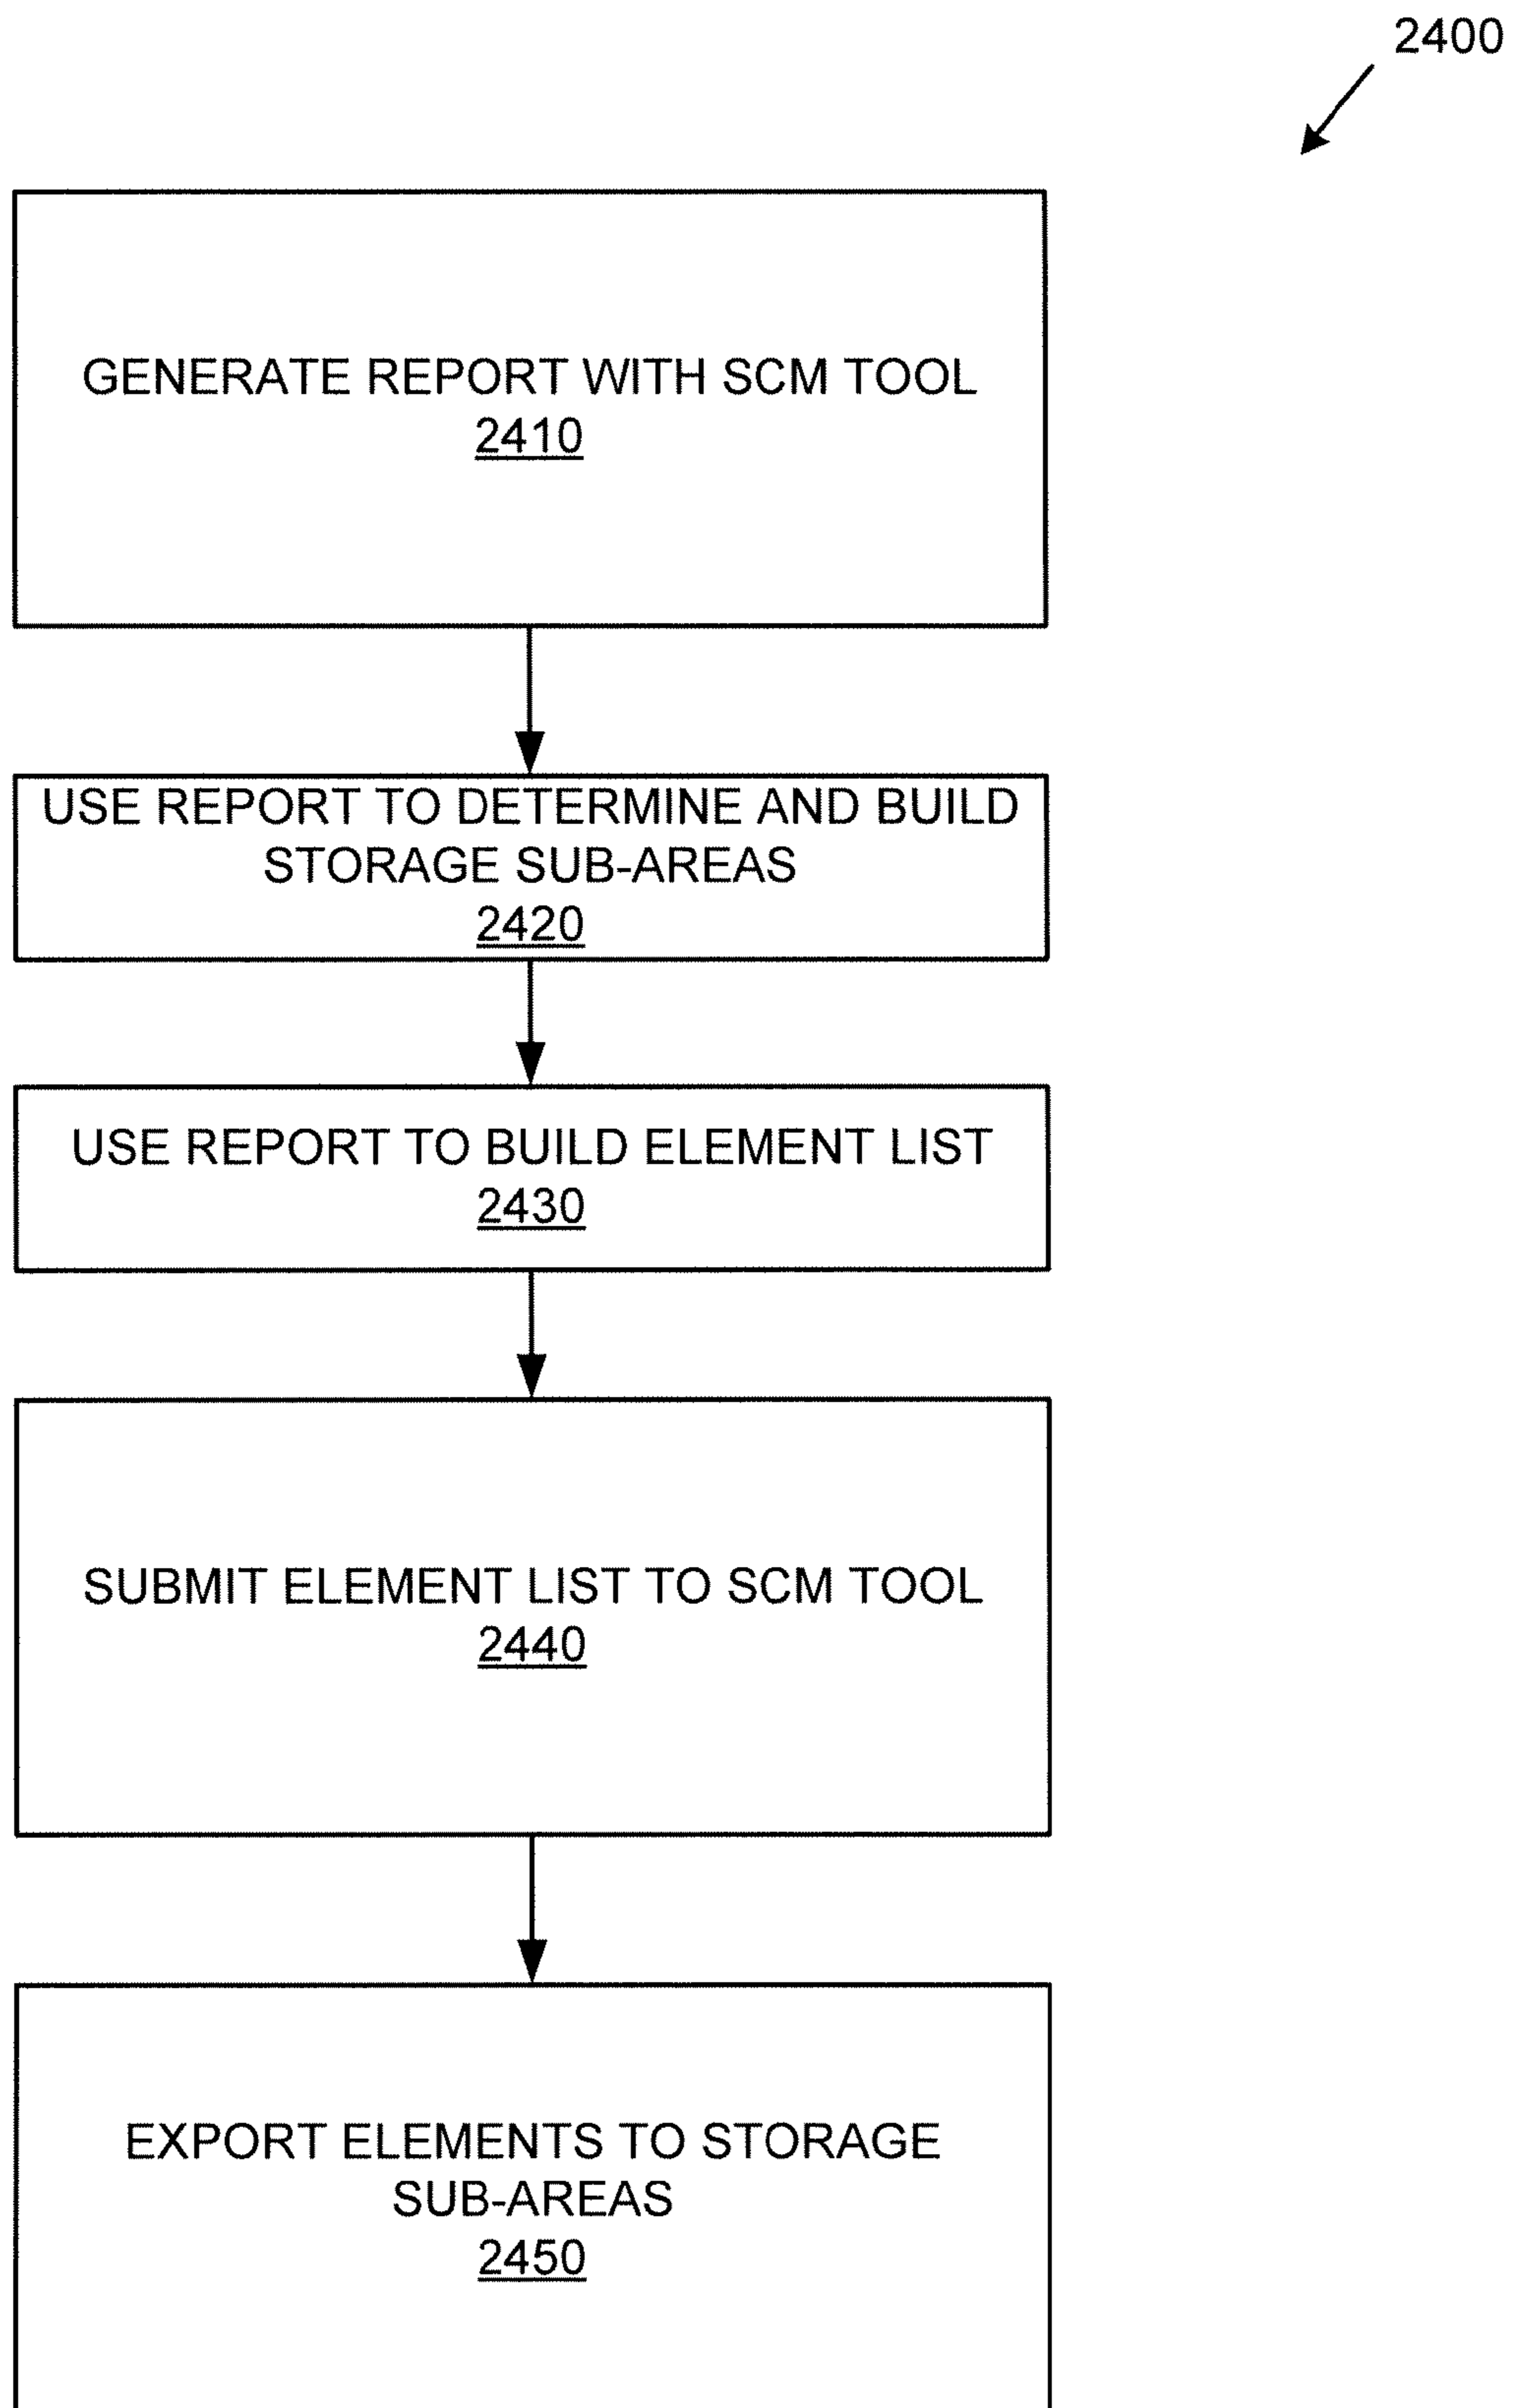 2400
GENERATE REPORT WITH SCM TOOL
2410
USE REPORT TO DETERMINE AND BUILD
STORAGE SUB-AREAS
2420
USE REPORT TO BUILD ELEMENT LIST
2430
SUBMIT ELEMENT LIST TO SCM TOOL
2440
EXPORT ELEMENTS TO STORAGE
SUB-AREAS
2450